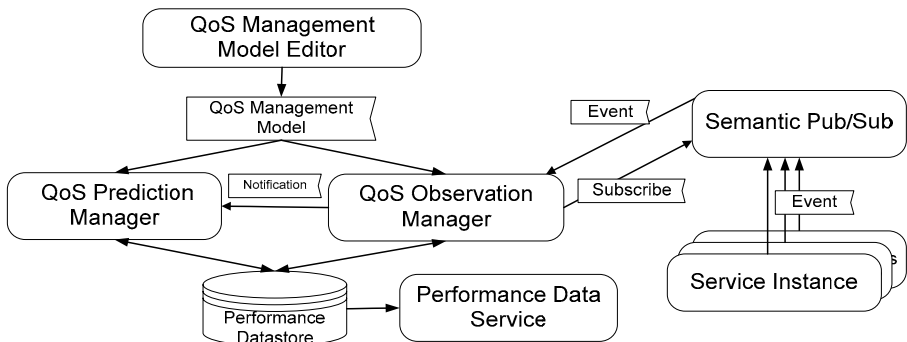 QoS Management
Model Editor
QoS Management
Model
Event
Semantic Pub/Sub
QoS Prediction
Manager
Notification
QoS Observation
Manager
Subscribe
Event
Service Instance
s
Performance
Datastore
Performance Data
Service